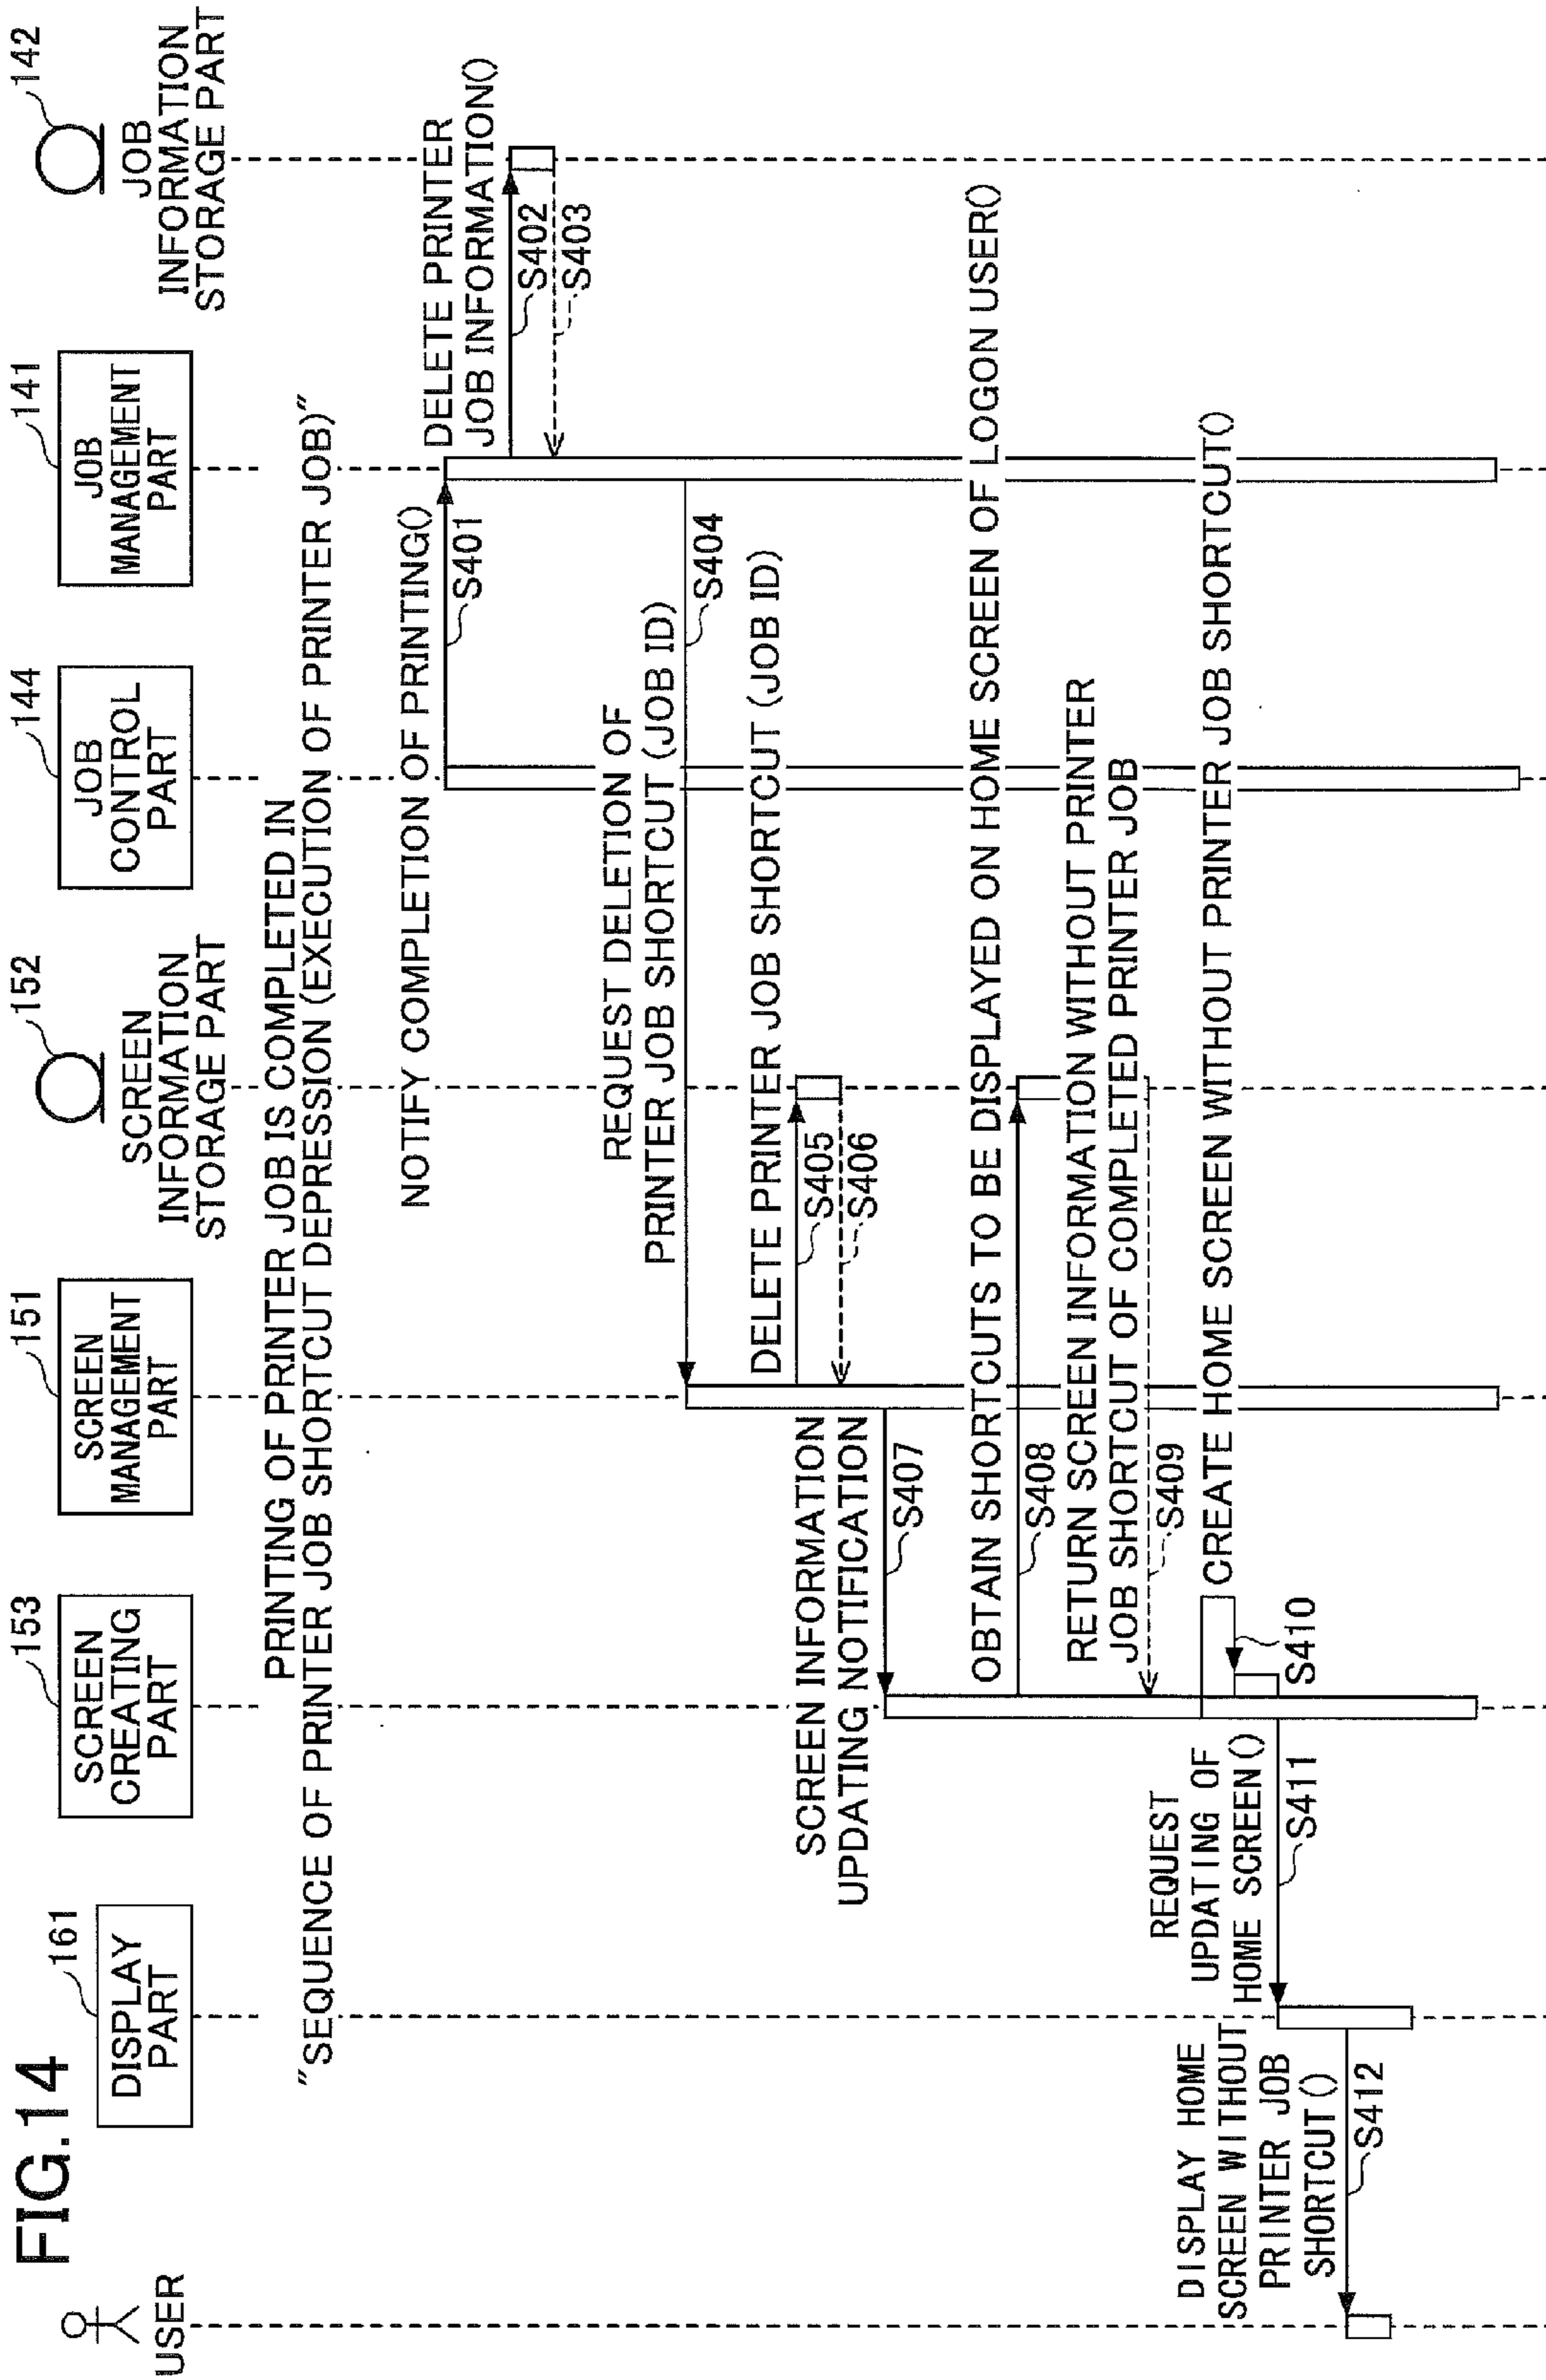 FIG.14
USER
161
DISPLAY
PART
153
SCREEN
CREATING
PART
151
SCREEN
MANAGEMENT
PART
152
SCREEN
INFORMATION
STORAGE PART
144
JOB
CONTROL
PART
141
JOB
MANAGEMENT
PART
142
JOB
INFORMATION
STORAGE PART
PRINTING OF PRINTER JOB IS COMPLETED IN
"SEQUENCE OF PRINTER JOB SHORTCUT DEPRESSION (EXECUTION OF PRINTER JOB)"
NOTIFY COMPLETION OF PRINTING()
S401
DELETE PRINTER
JOB INFORMATION()
S402
S403
REQUEST DELETION OF
PRINTER JOB SHORTCUT (JOB ID)
S404
DELETE PRINTER JOB SHORTCUT (JOB ID)
S405
S406
SCREEN INFORMATION
UPDATING NOTIFICATION
S407
OBTAIN SHORTCUTS TO BE DISPLAYED ON HOME SCREEN OF LOGON USER()
S408
RETURN SCREEN INFORMATION WITHOUT PRINTER
JOB SHORTCUT OF COMPLETED PRINTER JOB
S409
CREATE HOME SCREEN WITHOUT PRINTER JOB SHORTCUT()
S410
REQUEST
UPDATING OF
HOME SCREEN()
S411
DISPLAY HOME
SCREEN WITHOUT
PRINTER JOB
SHORTCUT()
S412